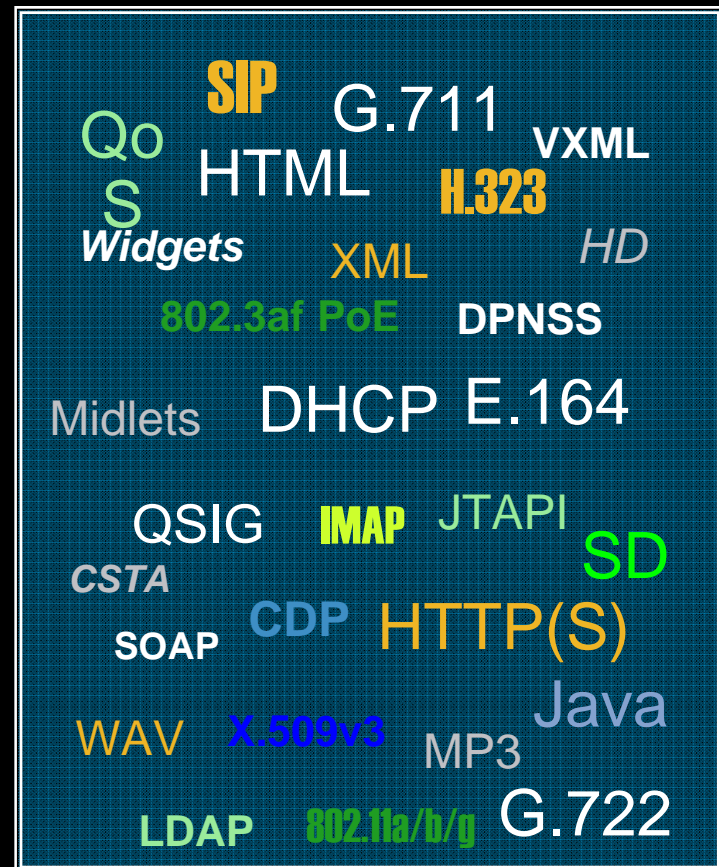 SIP
G.711
Qo
S
VXML
HTML
H.323
Widgets
XML
HD
802.3af PoE
DPNSS
Midlets
DHCP
E.164
QSIG
IMAP
JTAPI
SD
CSTA
CDP
HTTP(S)
SOAP
Java
WAV
X.509v3
MP3
LDAP
802.11a/b/g
G.722